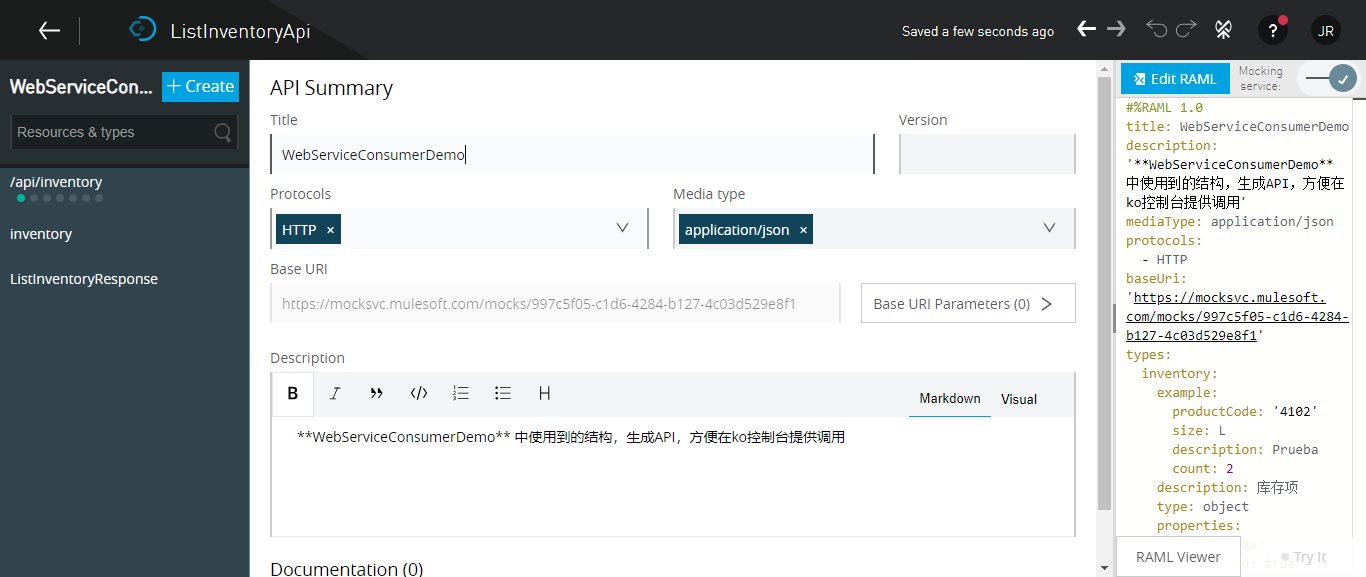 ListInventoryApi
Saved a few seconds ago
?
JR
WebServiceCon...
+ Create
Resources & types
/api/inventory
inventory
ListInventoryResponse
API Summary
Title
Version
WebServiceConsumerDemo
Protocols
Media type
HTTP ×
application/json ×
Base URI
https://mocksvc.mulesoft.com/mocks/997c5f05-c1d6-4284-b127-4c03d529e8f1
Base URI Parameters (0)
Description
B I H
Markdown
Visual
**WebServiceConsumerDemo** 中使用到的结构，生成API，方便在ko控制台提供调用
Documentation (0)
Edit RAML
Mocking
service:
#%RAML 1.0
title: WebServiceConsumerDemo
description:
'**WebServiceConsumerDemo**
中使用到的结构，生成API，方便在
ko控制台提供调用'
mediaType: application/json
protocols:
- HTTP
baseUri:
'https://mocksvc.mulesoft.
com/mocks/997c5f05-c1d6-4284-
b127-4c03d529e8f1'
types:
inventory:
example:
productCode: '4102'
size: L
description: Prueba
count: 2
description: 库存项
type: object
properties:
RAML Viewer
Try It